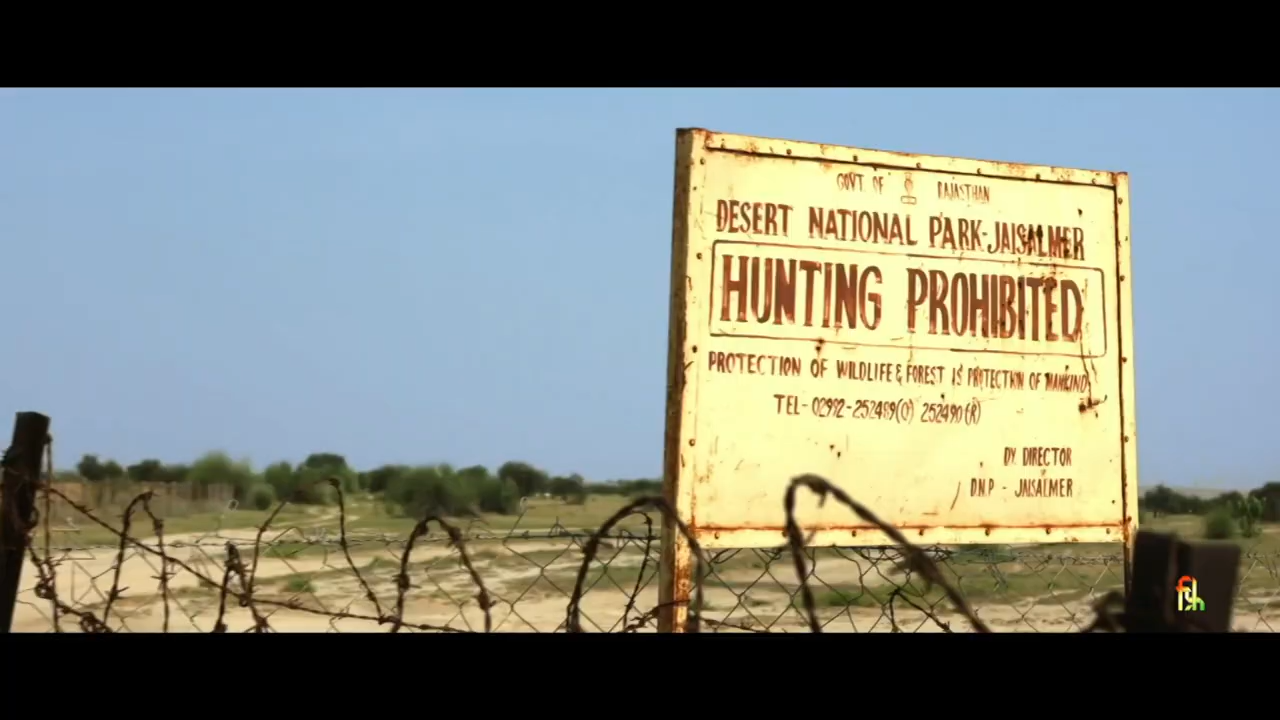 GOVT. OF RAJASTHAN
DESERT NATIONAL PARK-JAISALMER
HUNTING PROHIBITED
PROTECTION OF WILDLIFE & FOREST IS PROTECTION OF MANKIND
TEL- 02992-252489(O) 252490(R)
DY. DIRECTOR
D.N.P - JAISALMER